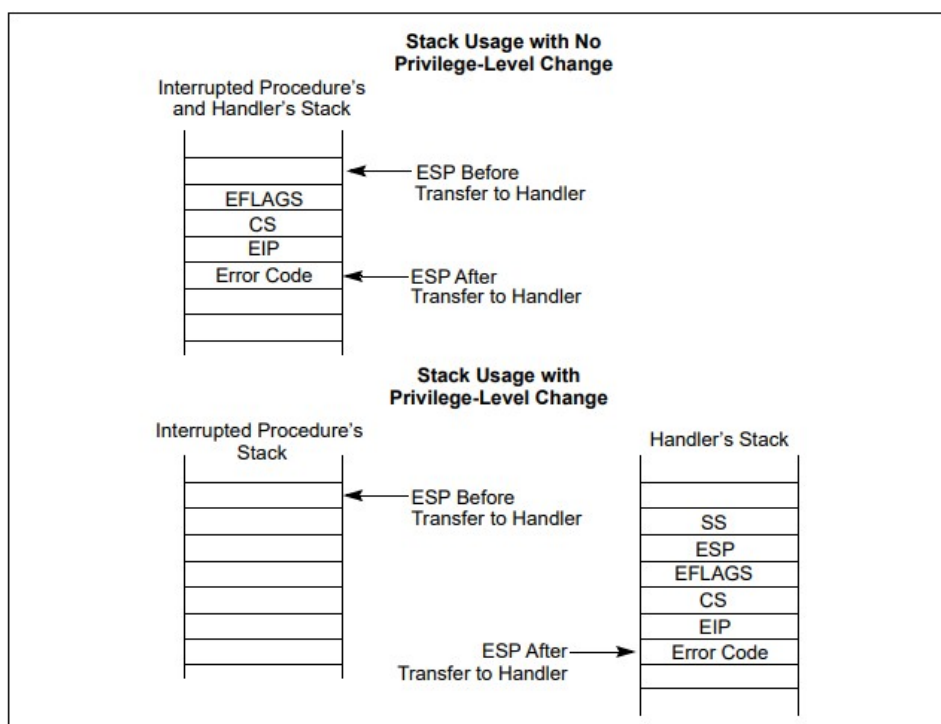 Stack Usage with No
Privilege-Level Change
Interrupted Procedure's
and Handler's Stack
ESP Before
Transfer to Handler
EFLAGS
CS
EIP
Error Code
ESP After
Transfer to Handler
Stack Usage with
Privilege-Level Change
Interrupted Procedure's
Stack
Handler's Stack
ESP Before
Transfer to Handler
SS
ESP
EFLAGS
CS
EIP
Error Code
ESP After
Transfer to Handler